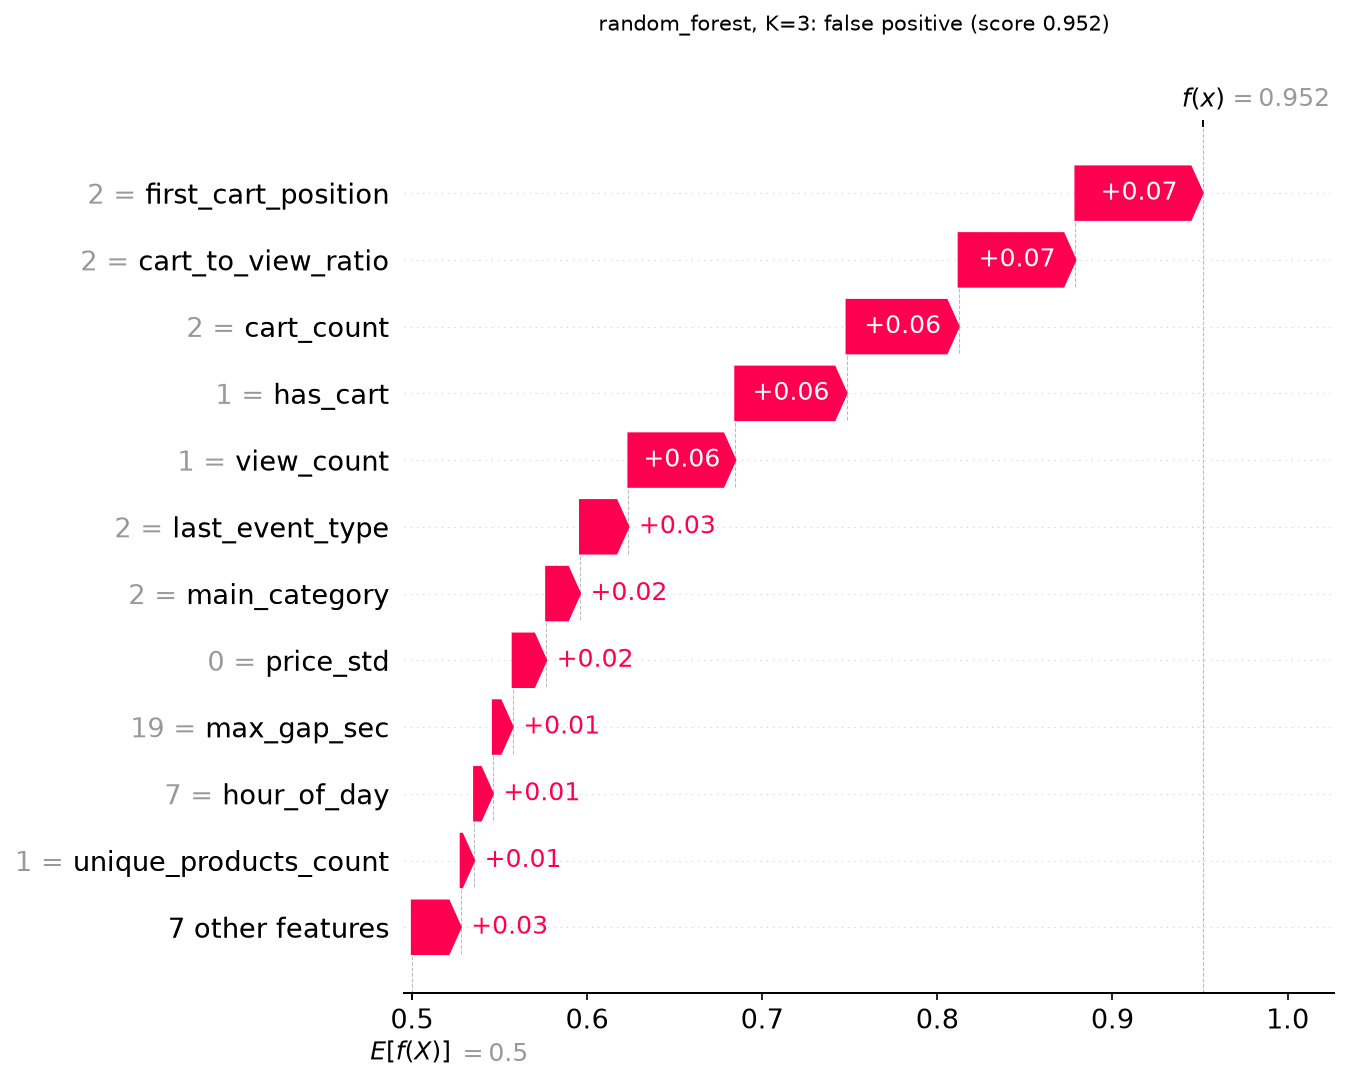 random_forest, K=3: false positive (score 0.952)
f(x) = 0.952
2 = first_cart_position +0.07
2 = cart_to_view_ratio +0.07
2 = cart_count +0.06
1 = has_cart +0.06
1 = view_count +0.06
2 = last_event_type +0.03
2 = main_category +0.02
0 = price_std +0.02
19 = max_gap_sec +0.01
7 = hour_of_day +0.01
1 = unique_products_count +0.01
7 other features +0.03
0.5 0.6 0.7 0.8 0.9 1.0
E[f(X)] = 0.5